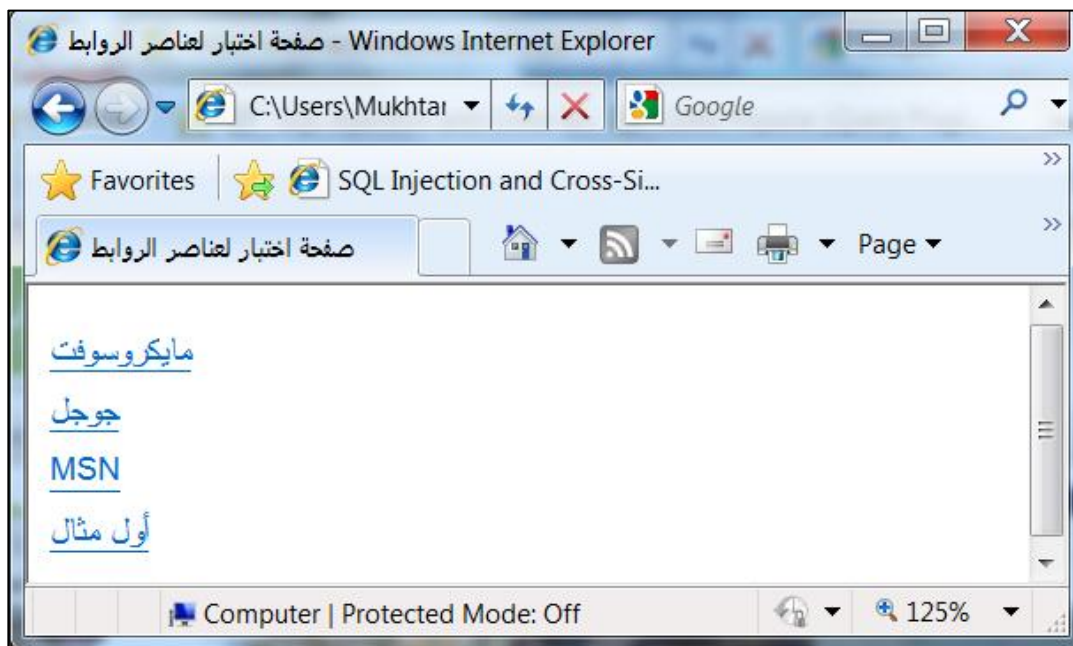 صفحة اختبار لعناصر الروابط - Windows Internet Explorer
C:\Users\Mukhtar Google
Favorites SQL Injection and Cross-Si...
صفحة اختبار لعناصر الروابط Page
مايكروسوفت
جوجل
MSN
أول مثال
Computer | Protected Mode: Off 125%